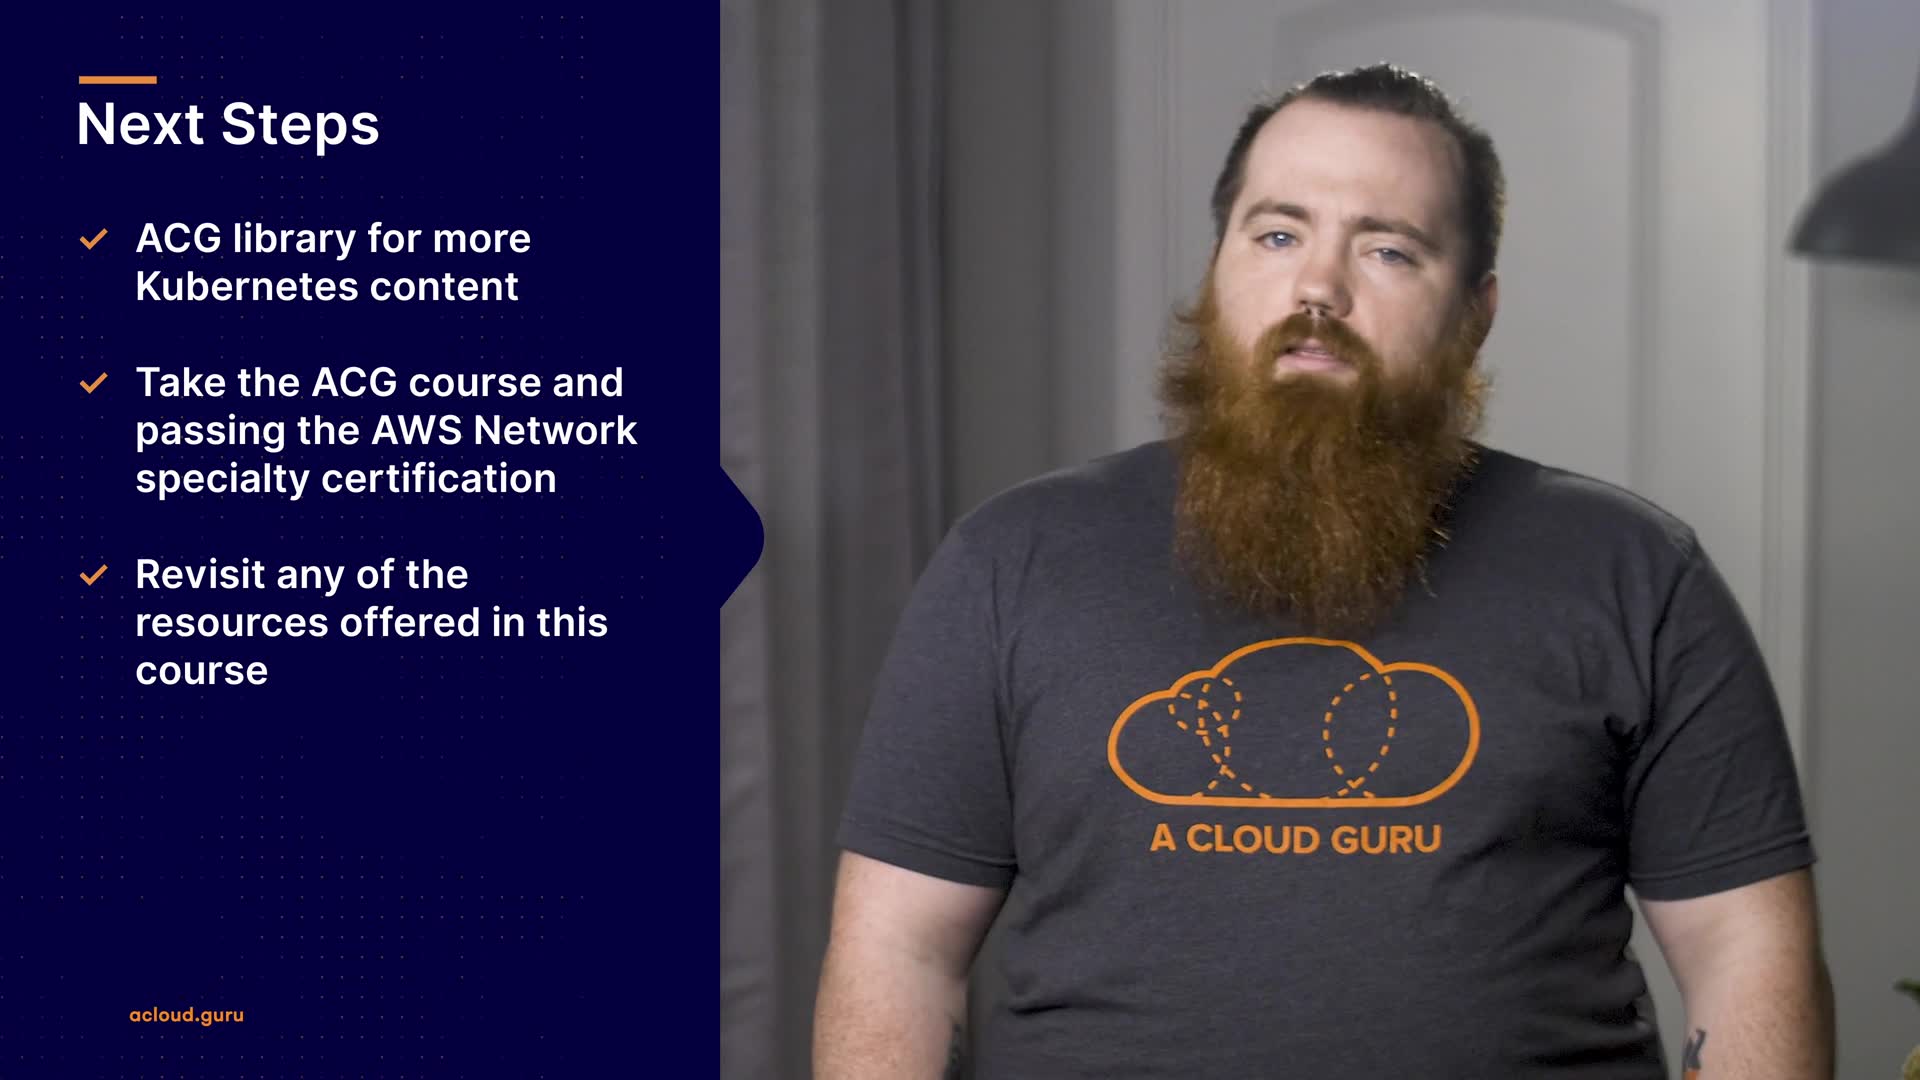 Next Steps
ACG library for more
Kubernetes content
Take the ACG course and
passing the AWS Network
specialty certification
Revisit any of the
resources offered in this
course
acloud.guru
A CLOUD GURU